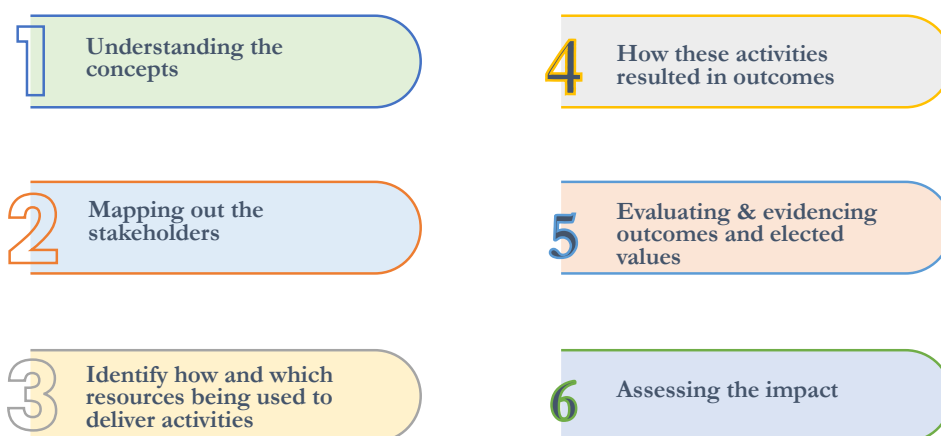 1
Understanding the
concepts
2
Mapping out the
stakeholders
3
Identify how and which
resources being used to
deliver activities
4
How these activities
resulted in outcomes
5
Evaluating & evidencing
outcomes and elected
values
6
Assessing the impact